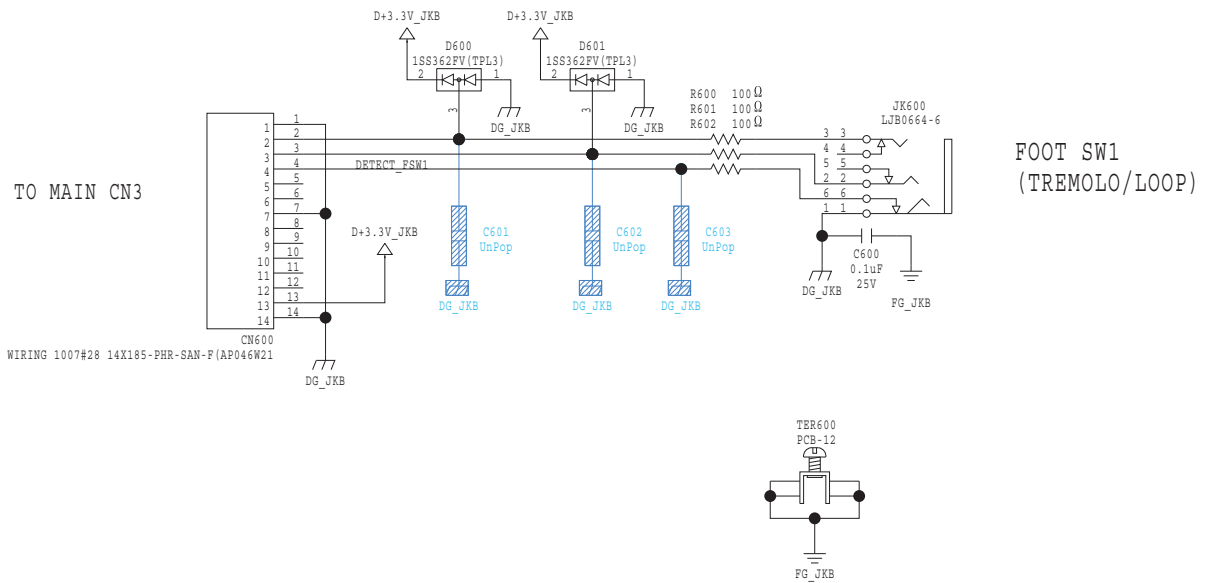 D+3.3V_JKB
D+3.3V_JKB
D600
1SS362FV(TPL3)
2
1
3
DG_JKB
D601
1SS362FV(TPL3)
2
1
3
DG_JKB
R600 100Ω
R601 100Ω
R602 100Ω
JK600
LJB0664-6
3 3
4 4
5 5
2 2
6 6
1 1
FOOT SW1
(TREMOLO/LOOP)
TO MAIN CN3
1 1
2 2
3 3
4 4
5 5
6 6
7 7
8 8
9 9
10 10
11 11
12 12
13 13
14 14
DETECT_FSW1
D+3.3V_JKB
C601
UnPop
DG_JKB
C602
UnPop
DG_JKB
C603
UnPop
DG_JKB
DG_JKB
C600
0.1uF
25V
FG_JKB
CN600
WIRING 1007#28 14X185-PHR-SAN-F(AP046W21
DG_JKB
TER600
PCB-12
FG_JKB